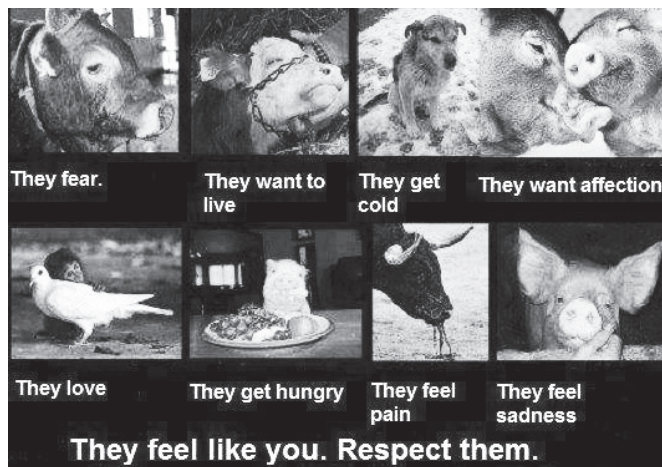 They fear.
They want to
live
They get
cold
They want affection
They love
They get hungry
They feel
pain
They feel
sadness
They feel like you. Respect them.